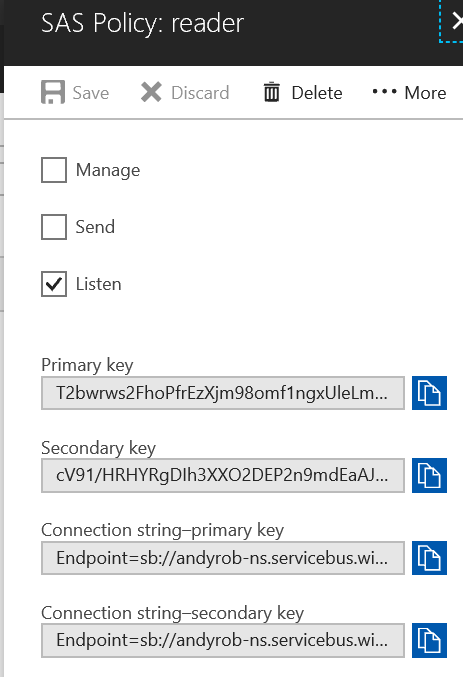 SAS Policy: reader
Save Discard Delete More
Manage
Send
Listen
Primary key
T2bwrws2FhoPfrEzXjm98omf1ngxUleLm...
Secondary key
cV91/HRHYRgDIh3XXO2DEP2n9mdEaAJ...
Connection string–primary key
Endpoint=sb://andyrob-ns.servicebus.wi...
Connection string–secondary key
Endpoint=sb://andyrob-ns.servicebus.wi...